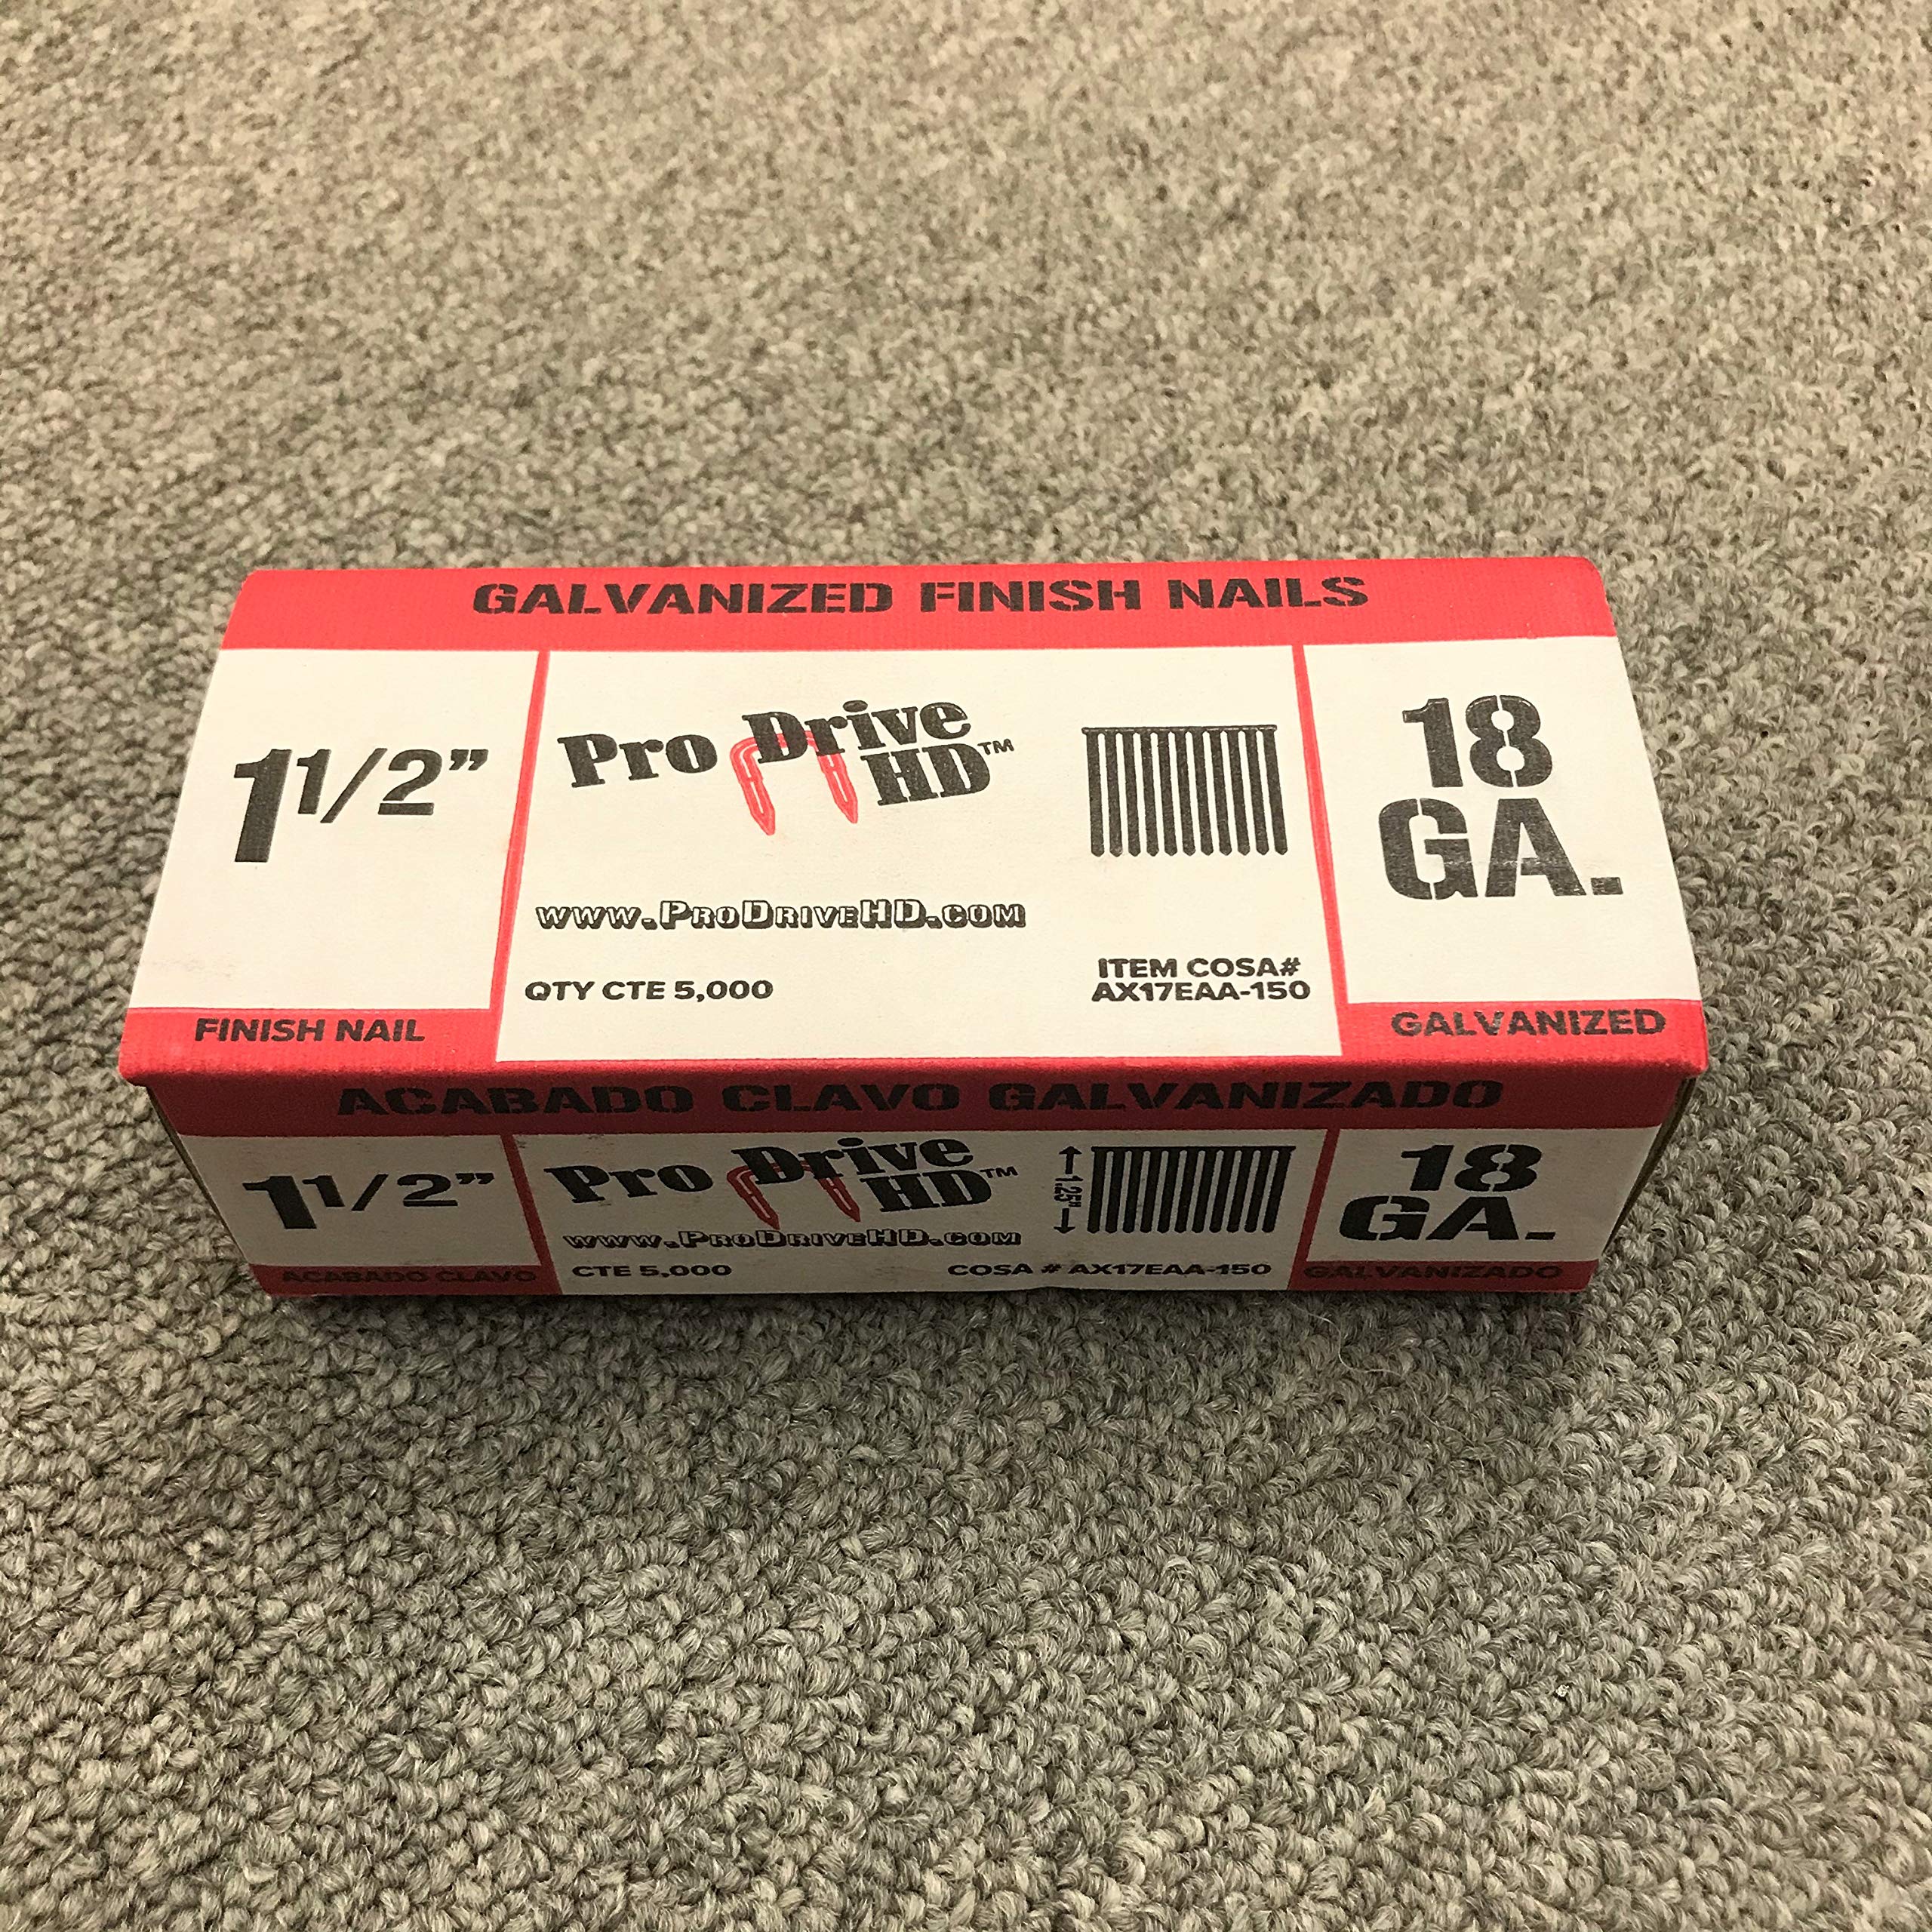 GALVANIZED FINISH NAILS
1 1/2”
Pro Drive
HD™
www.ProDriveHD.com
QTY CTE 5,000
ITEM COSA#
AX17EAA-150
18
GA.
FINISH NAIL
GALVANIZED
ACABADO CLAVO GALVANIZADO
1 1/2”
Pro Drive
HD™
www.ProDriveHD.com
1.25"
18
GA.
ACABADO CLAVO
CTE 5,000
COSA # AX17EAA-150
GALVANIZADO